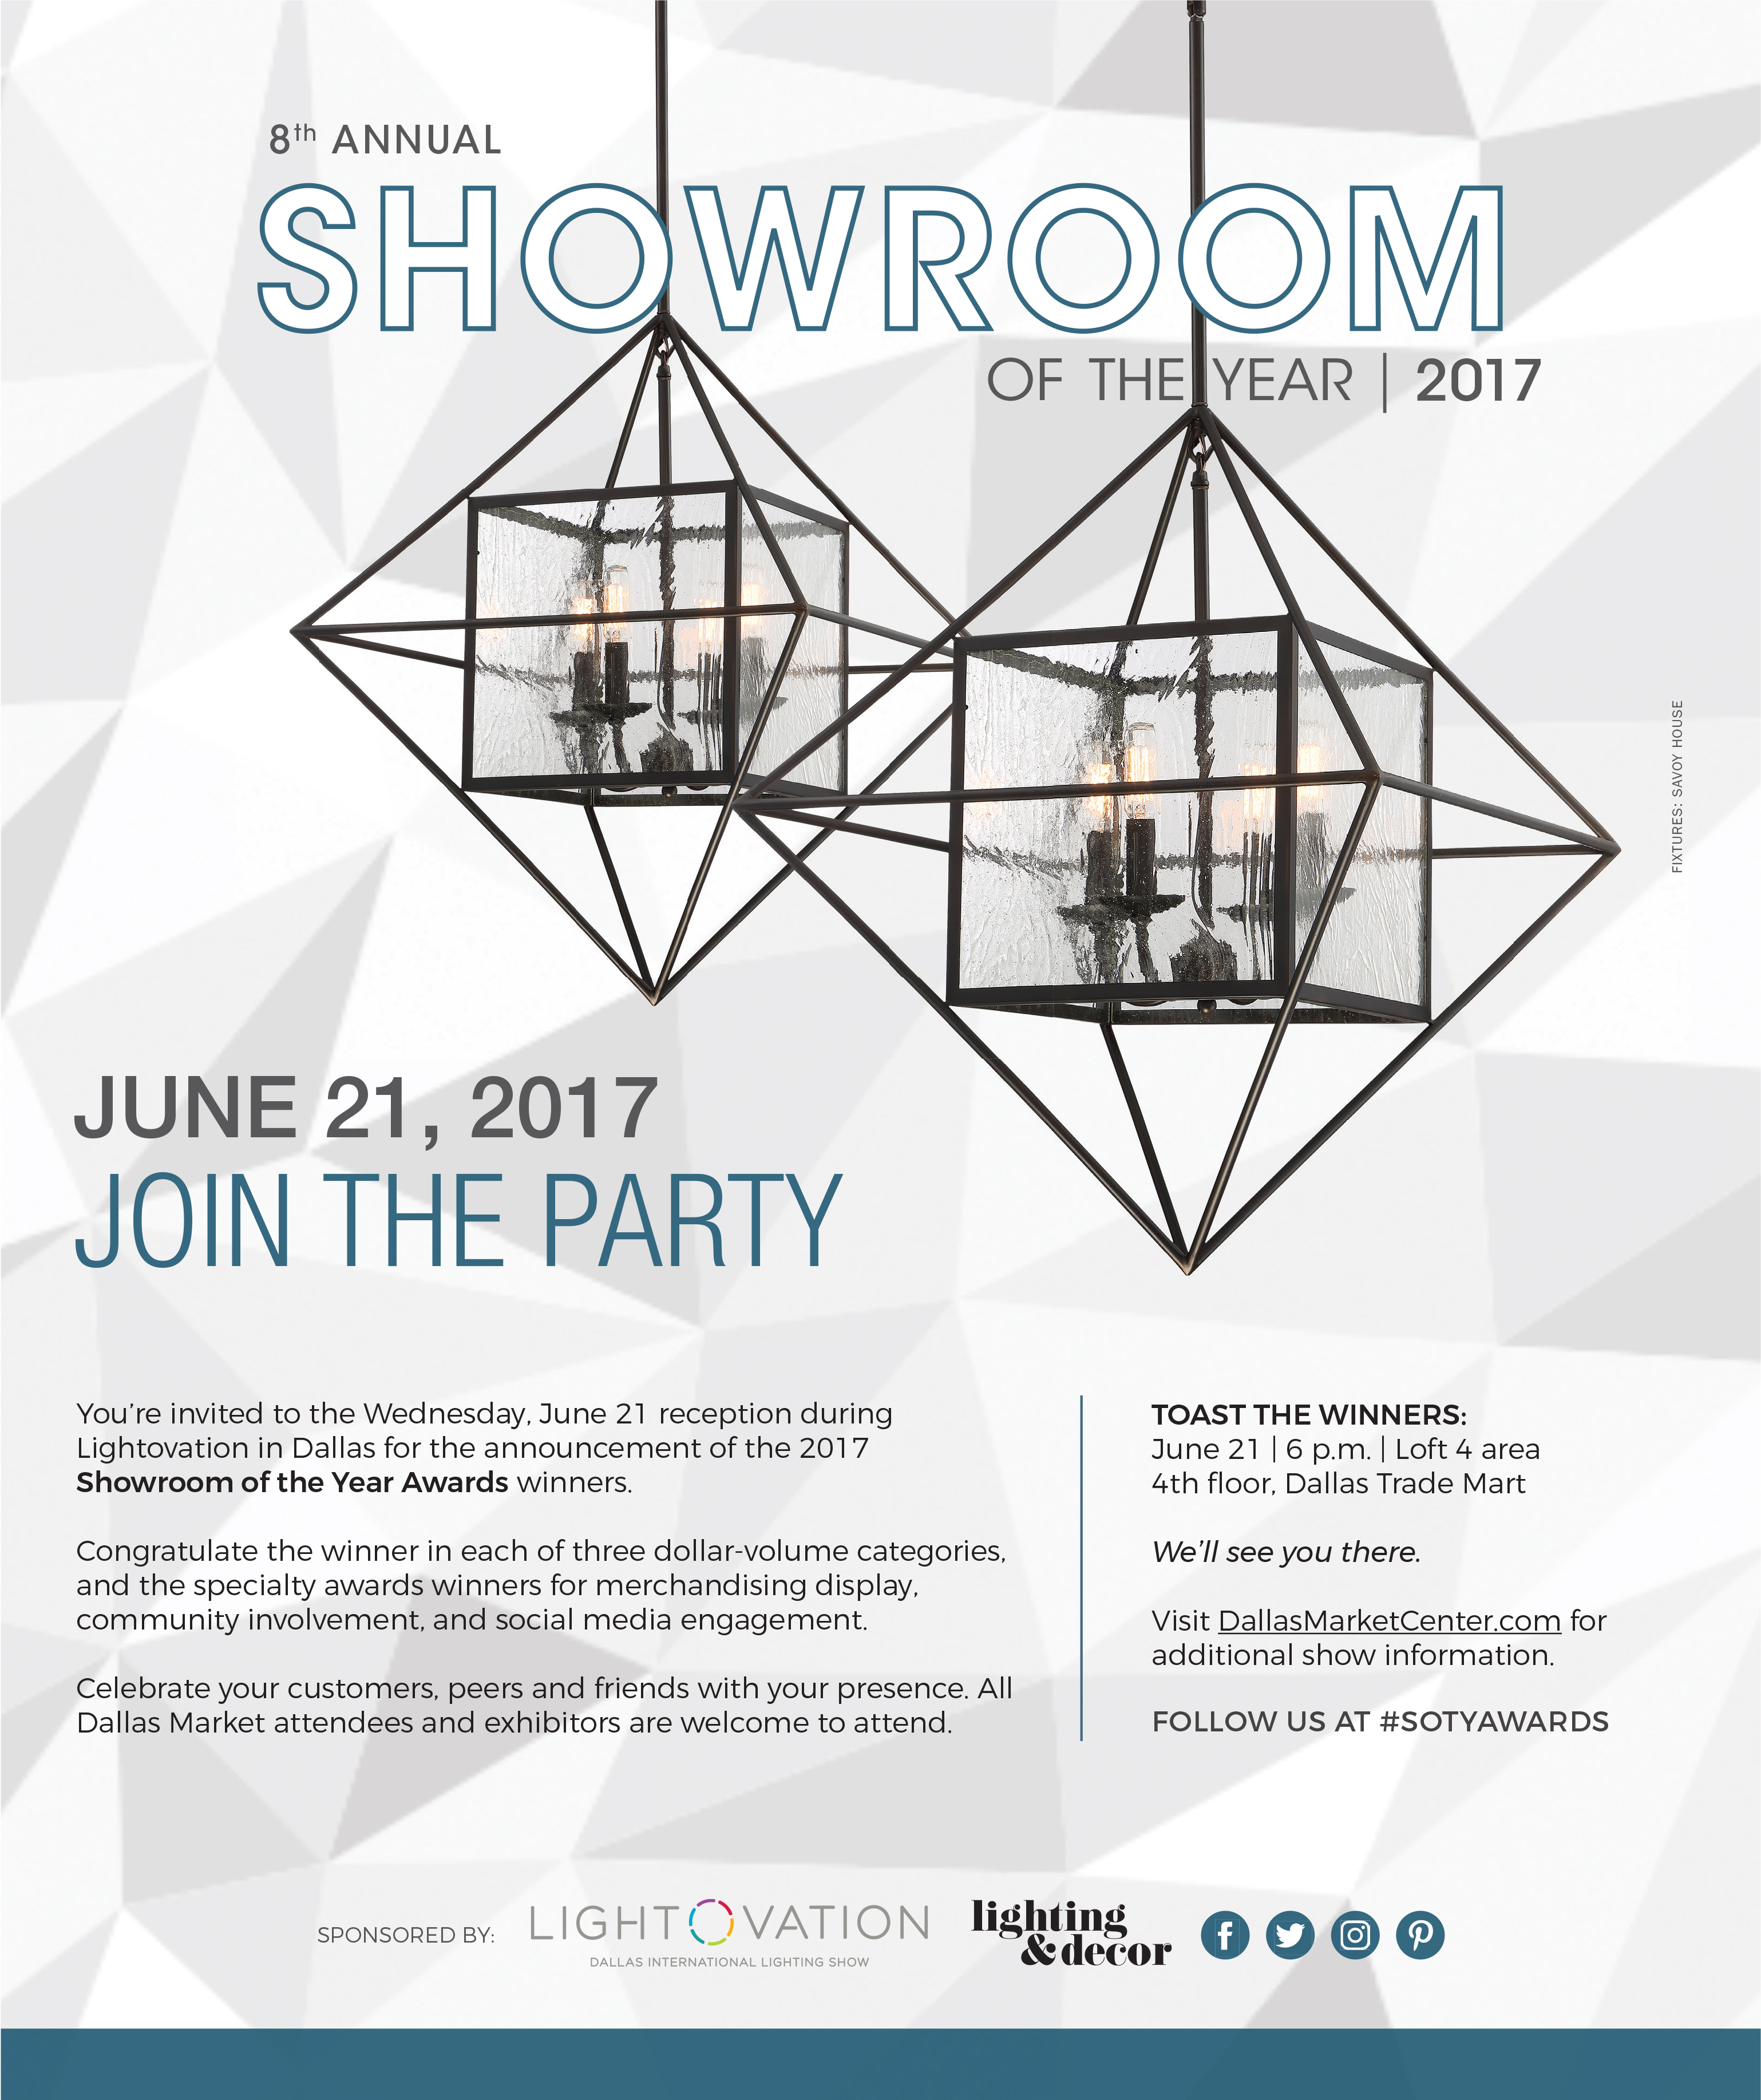 8th ANNUAL
SHOWROOM
OF THE YEAR | 2017
FIXTURES: SAVOY HOUSE
JUNE 21, 2017
JOIN THE PARTY
You’re invited to the Wednesday, June 21 reception during
Lightovation in Dallas for the announcement of the 2017
Showroom of the Year Awards winners.
Congratulate the winner in each of three dollar-volume categories,
and the specialty awards winners for merchandising display,
community involvement, and social media engagement.
Celebrate your customers, peers and friends with your presence. All
Dallas Market attendees and exhibitors are welcome to attend.
TOAST THE WINNERS:
June 21 | 6 p.m. | Loft 4 area
4th floor, Dallas Trade Mart
We’ll see you there.
Visit DallasMarketCenter.com for
additional show information.
FOLLOW US AT #SOTYAWARDS
SPONSORED BY:
LIGHTOVATION
DALLAS INTERNATIONAL LIGHTING SHOW
lighting
&decor